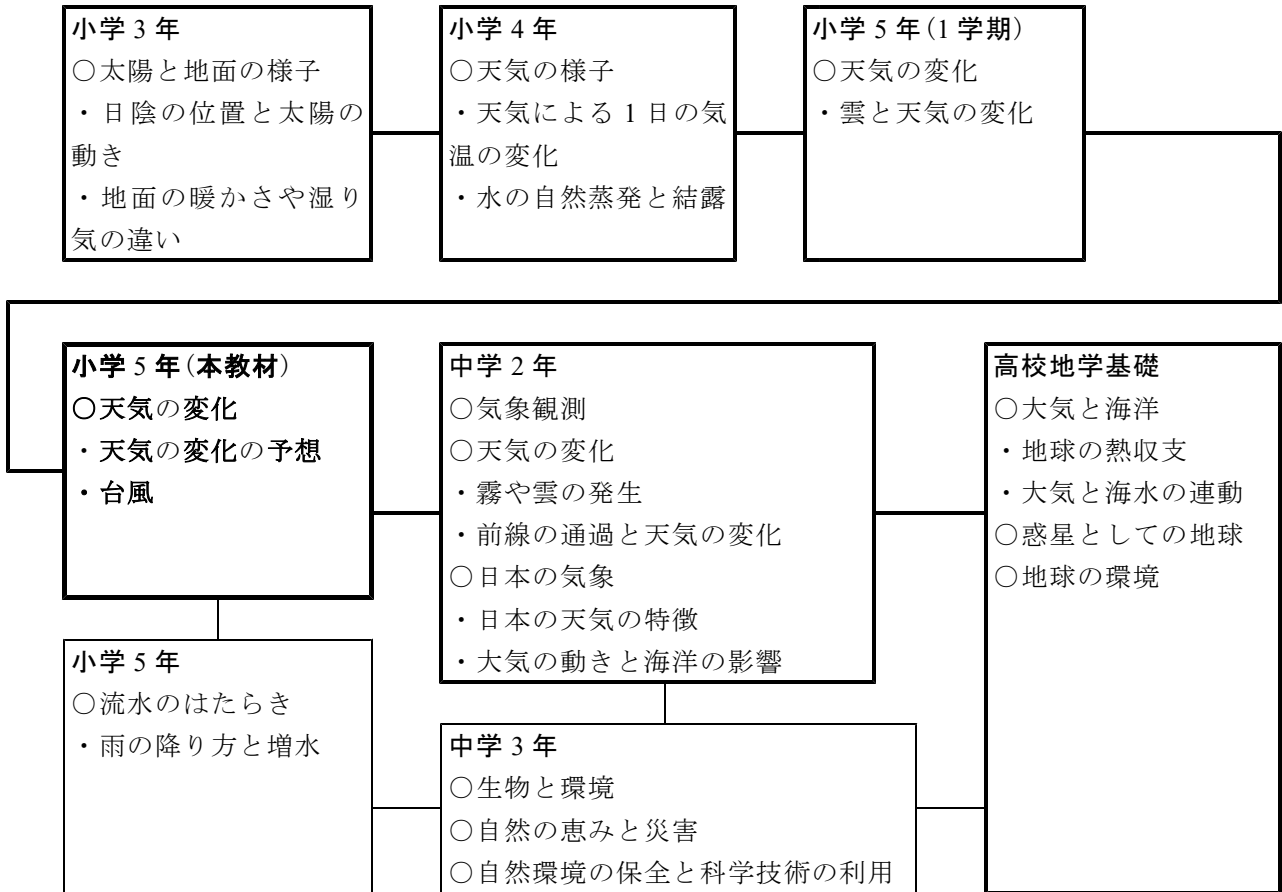 小学3年
○太陽と地面の様子
・日陰の位置と太陽の
動き
・地面の暖かさや湿り
気の違い
小学4年
○天気の様子
・天気による1日の気
温の変化
・水の自然蒸発と結露
小学5年(1学期)
○天気の変化
・雲と天気の変化
小学5年(本教材)
○天気の変化
・天気の変化の予想
・台風
中学2年
○気象観測
○天気の変化
・霧や雲の発生
・前線の通過と天気の変化
○日本の気象
・日本の天気の特徴
・大気の動きと海洋の影響
高校地学基礎
○大気と海洋
・地球の熱収支
・大気と海水の連動
○惑星としての地球
○地球の環境
小学5年
○流水のはたらき
・雨の降り方と増水
中学3年
○生物と環境
○自然の恵みと災害
○自然環境の保全と科学技術の利用